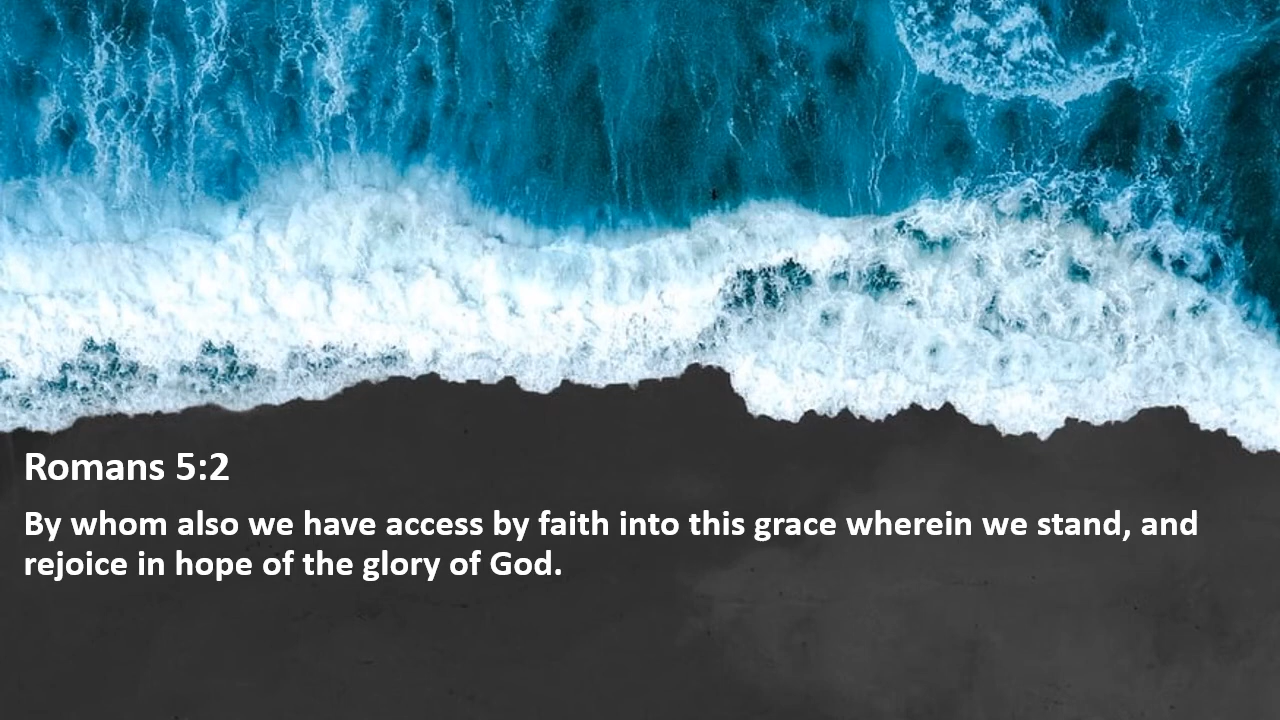 Romans 5:2
By whom also we have access by faith into this grace wherein we stand, and
rejoice in hope of the glory of God.